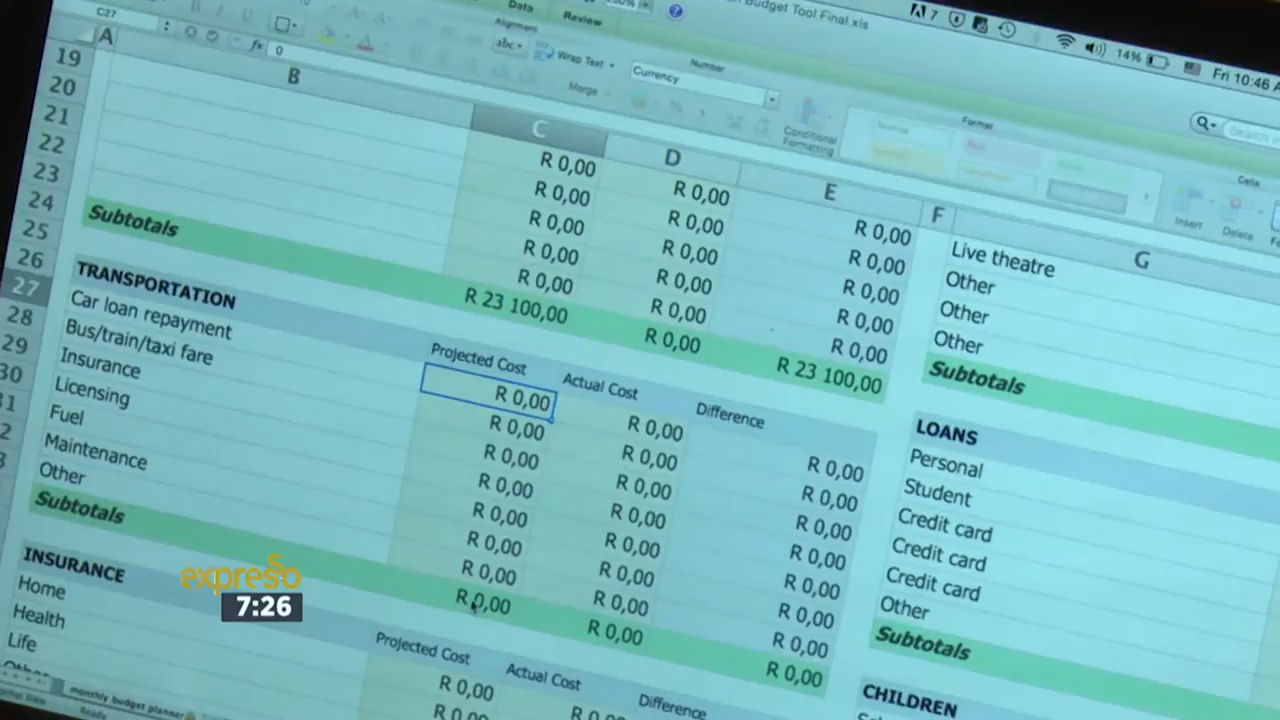 Budget Tool Final.xls
7
14%
Fri 10:46
Data
Review
200%
C27
fx 0
Alignment
abc
Wrap Text
Merge
Number
Currency
%
Conditional Formatting
Format
Cells
Insert
Delete
A B C D E F G
19
20
21
22
23
24
25
26
27
28
29
30
R 0,00 R 0,00 R 0,00
R 0,00 R 0,00 R 0,00
R 0,00 R 0,00 R 0,00
R 0,00 R 0,00 R 0,00
R 0,00 R 0,00 R 0,00
Subtotals R 23 100,00 R 0,00 R 23 100,00
TRANSPORTATION Projected Cost Actual Cost Difference
Car loan repayment R 0,00 R 0,00 R 0,00
Bus/train/taxi fare R 0,00 R 0,00 R 0,00
Insurance R 0,00 R 0,00 R 0,00
Licensing R 0,00 R 0,00 R 0,00
Fuel R 0,00 R 0,00 R 0,00
Maintenance R 0,00 R 0,00 R 0,00
Other R 0,00 R 0,00 R 0,00
Subtotals R 0,00 R 0,00 R 0,00
INSURANCE Projected Cost Actual Cost Difference
Home R 0,00 R 0,00
Health R 0,00
Life
Other
Live theatre
Other
Other
Other
Subtotals
LOANS
Personal
Student
Credit card
Credit card
Credit card
Other
Subtotals
CHILDREN
monthly budget planner
Ready
expresso
7:26